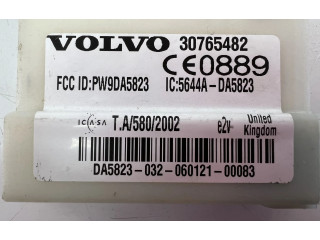 VOLVO 30765482
CE0889
FCC ID:PW9DA5823 IC:5644A-DA5823
ICASA T.A/580/2002 e2v United Kingdom
DA5823-032-060121-00083